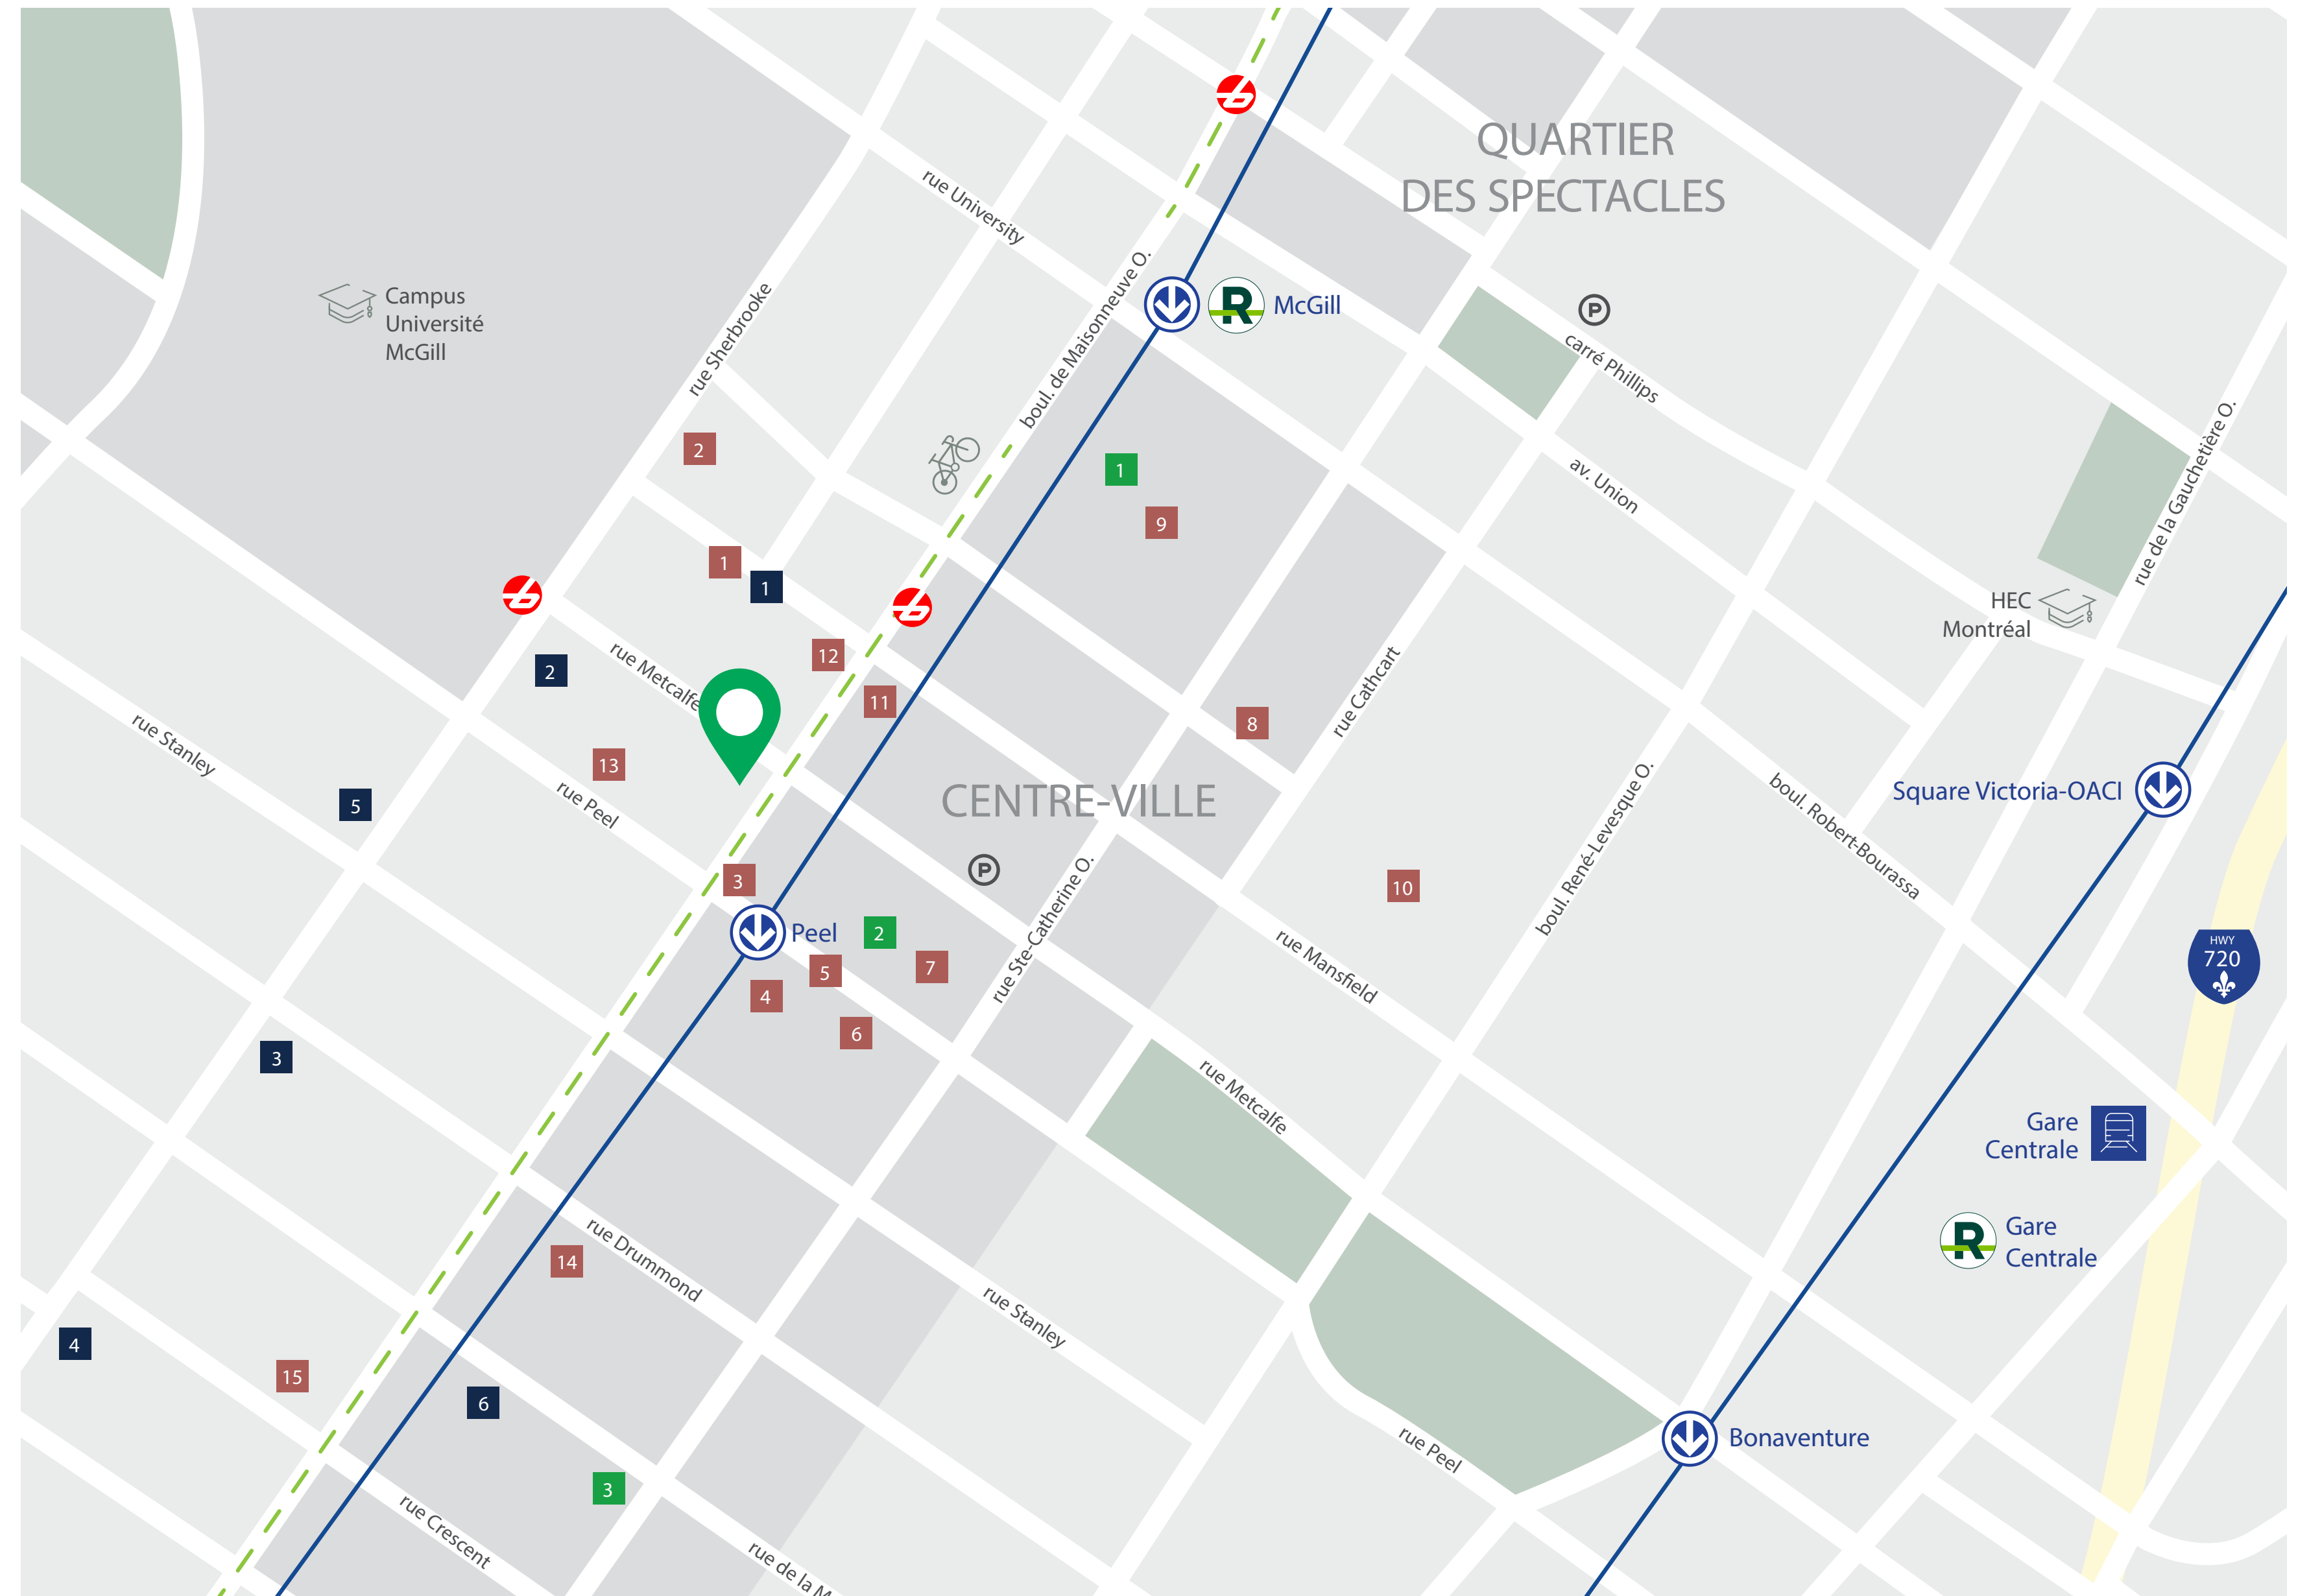 QUARTIER
DES SPECTACLES
rue University
Campus
Université
McGill
rue Sherbrooke
boul. de Maisonneuve O.
R
McGill
P
carré Phillips
2
1
9
av. Union
rue de la Gauchetière O.
1
1
HEC
Montréal
rue Metcalfe
2
12
11
rue Cathcart
8
rue Stanley
13
rue Peel
5
CENTRE-VILLE
boul. René-Levesque O.
Square Victoria-OACI
boul. Robert-Bourassa
3
P
10
Peel
2
5
7
4
6
rue Ste-Catherine O.
rue Mansfield
HWY
720
3
rue Metcalfe
Gare
Centrale
R
Gare
Centrale
14
rue Drummond
rue Stanley
4
15
6
rue Peel
Bonaventure
3
rue Crescent
rue de la M